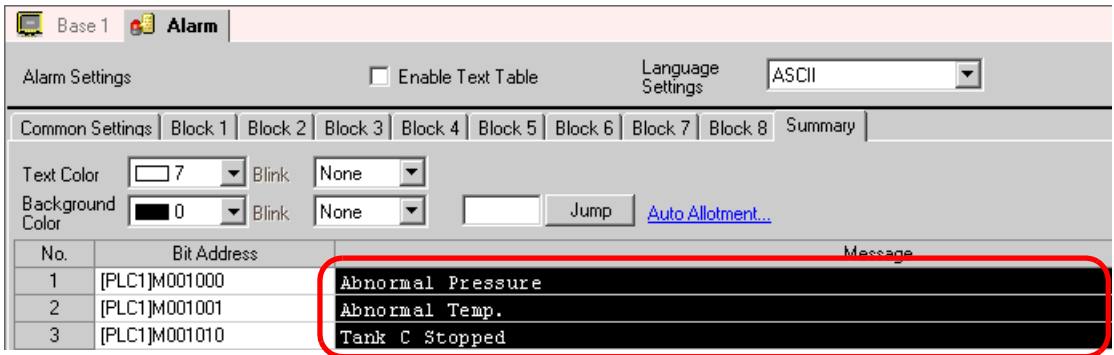 Base 1 Alarm
Alarm Settings Enable Text Table Language Settings ASCII
Common Settings Block 1 Block 2 Block 3 Block 4 Block 5 Block 6 Block 7 Block 8 Summary
Text Color 7 Blink None
Background Color 0 Blink None Jump Auto Allotment...
No. Bit Address Message
1 [PLC1]M001000 Abnormal Pressure
2 [PLC1]M001001 Abnormal Temp.
3 [PLC1]M001010 Tank C Stopped